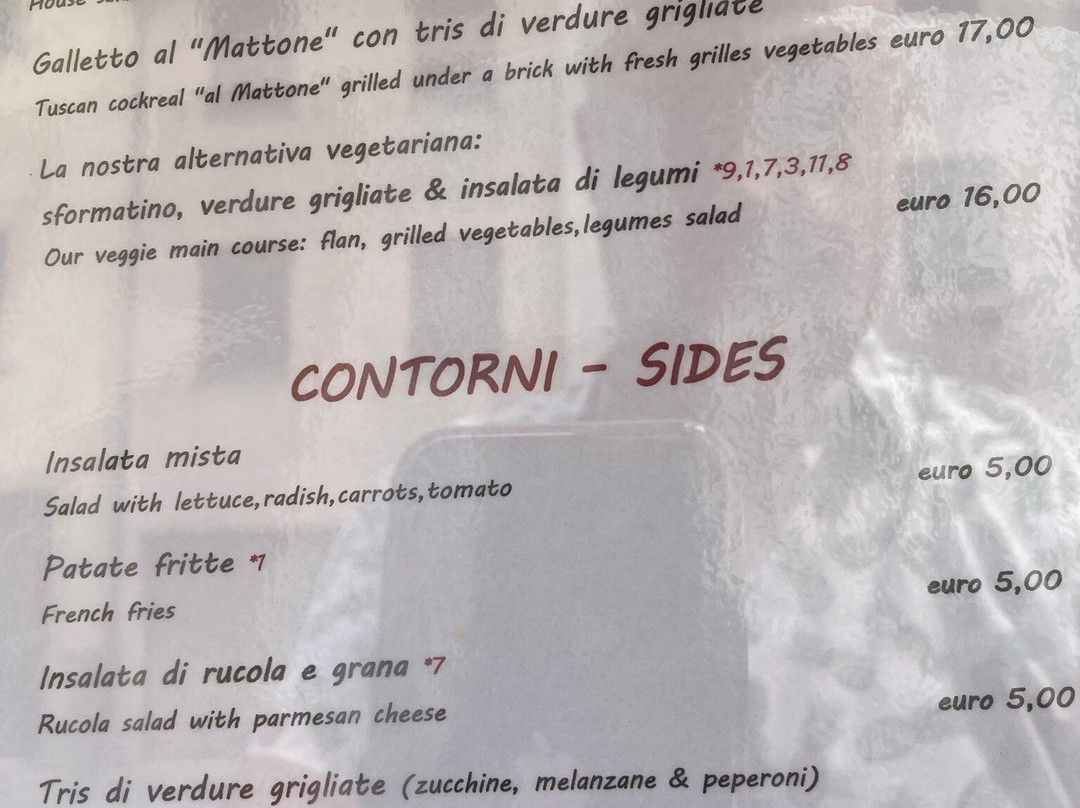 House
Galletto al "Mattone" con tris di verdure grigliate
Tuscan cockreal "al Mattone" grilled under a brick with fresh grilles vegetables euro 17,00
La nostra alternativa vegetariana:
sformatino, verdure grigliate & insalata di legumi *9,1,7,3,11,8
Our veggie main course: flan, grilled vegetables,legumes salad euro 16,00
CONTORNI - SIDES
Insalata mista
Salad with lettuce,radish,carrots,tomato euro 5,00
Patate fritte *1
French fries euro 5,00
Insalata di rucola e grana *7
Rucola salad with parmesan cheese euro 5,00
Tris di verdure grigliate (zucchine, melanzane & peperoni)